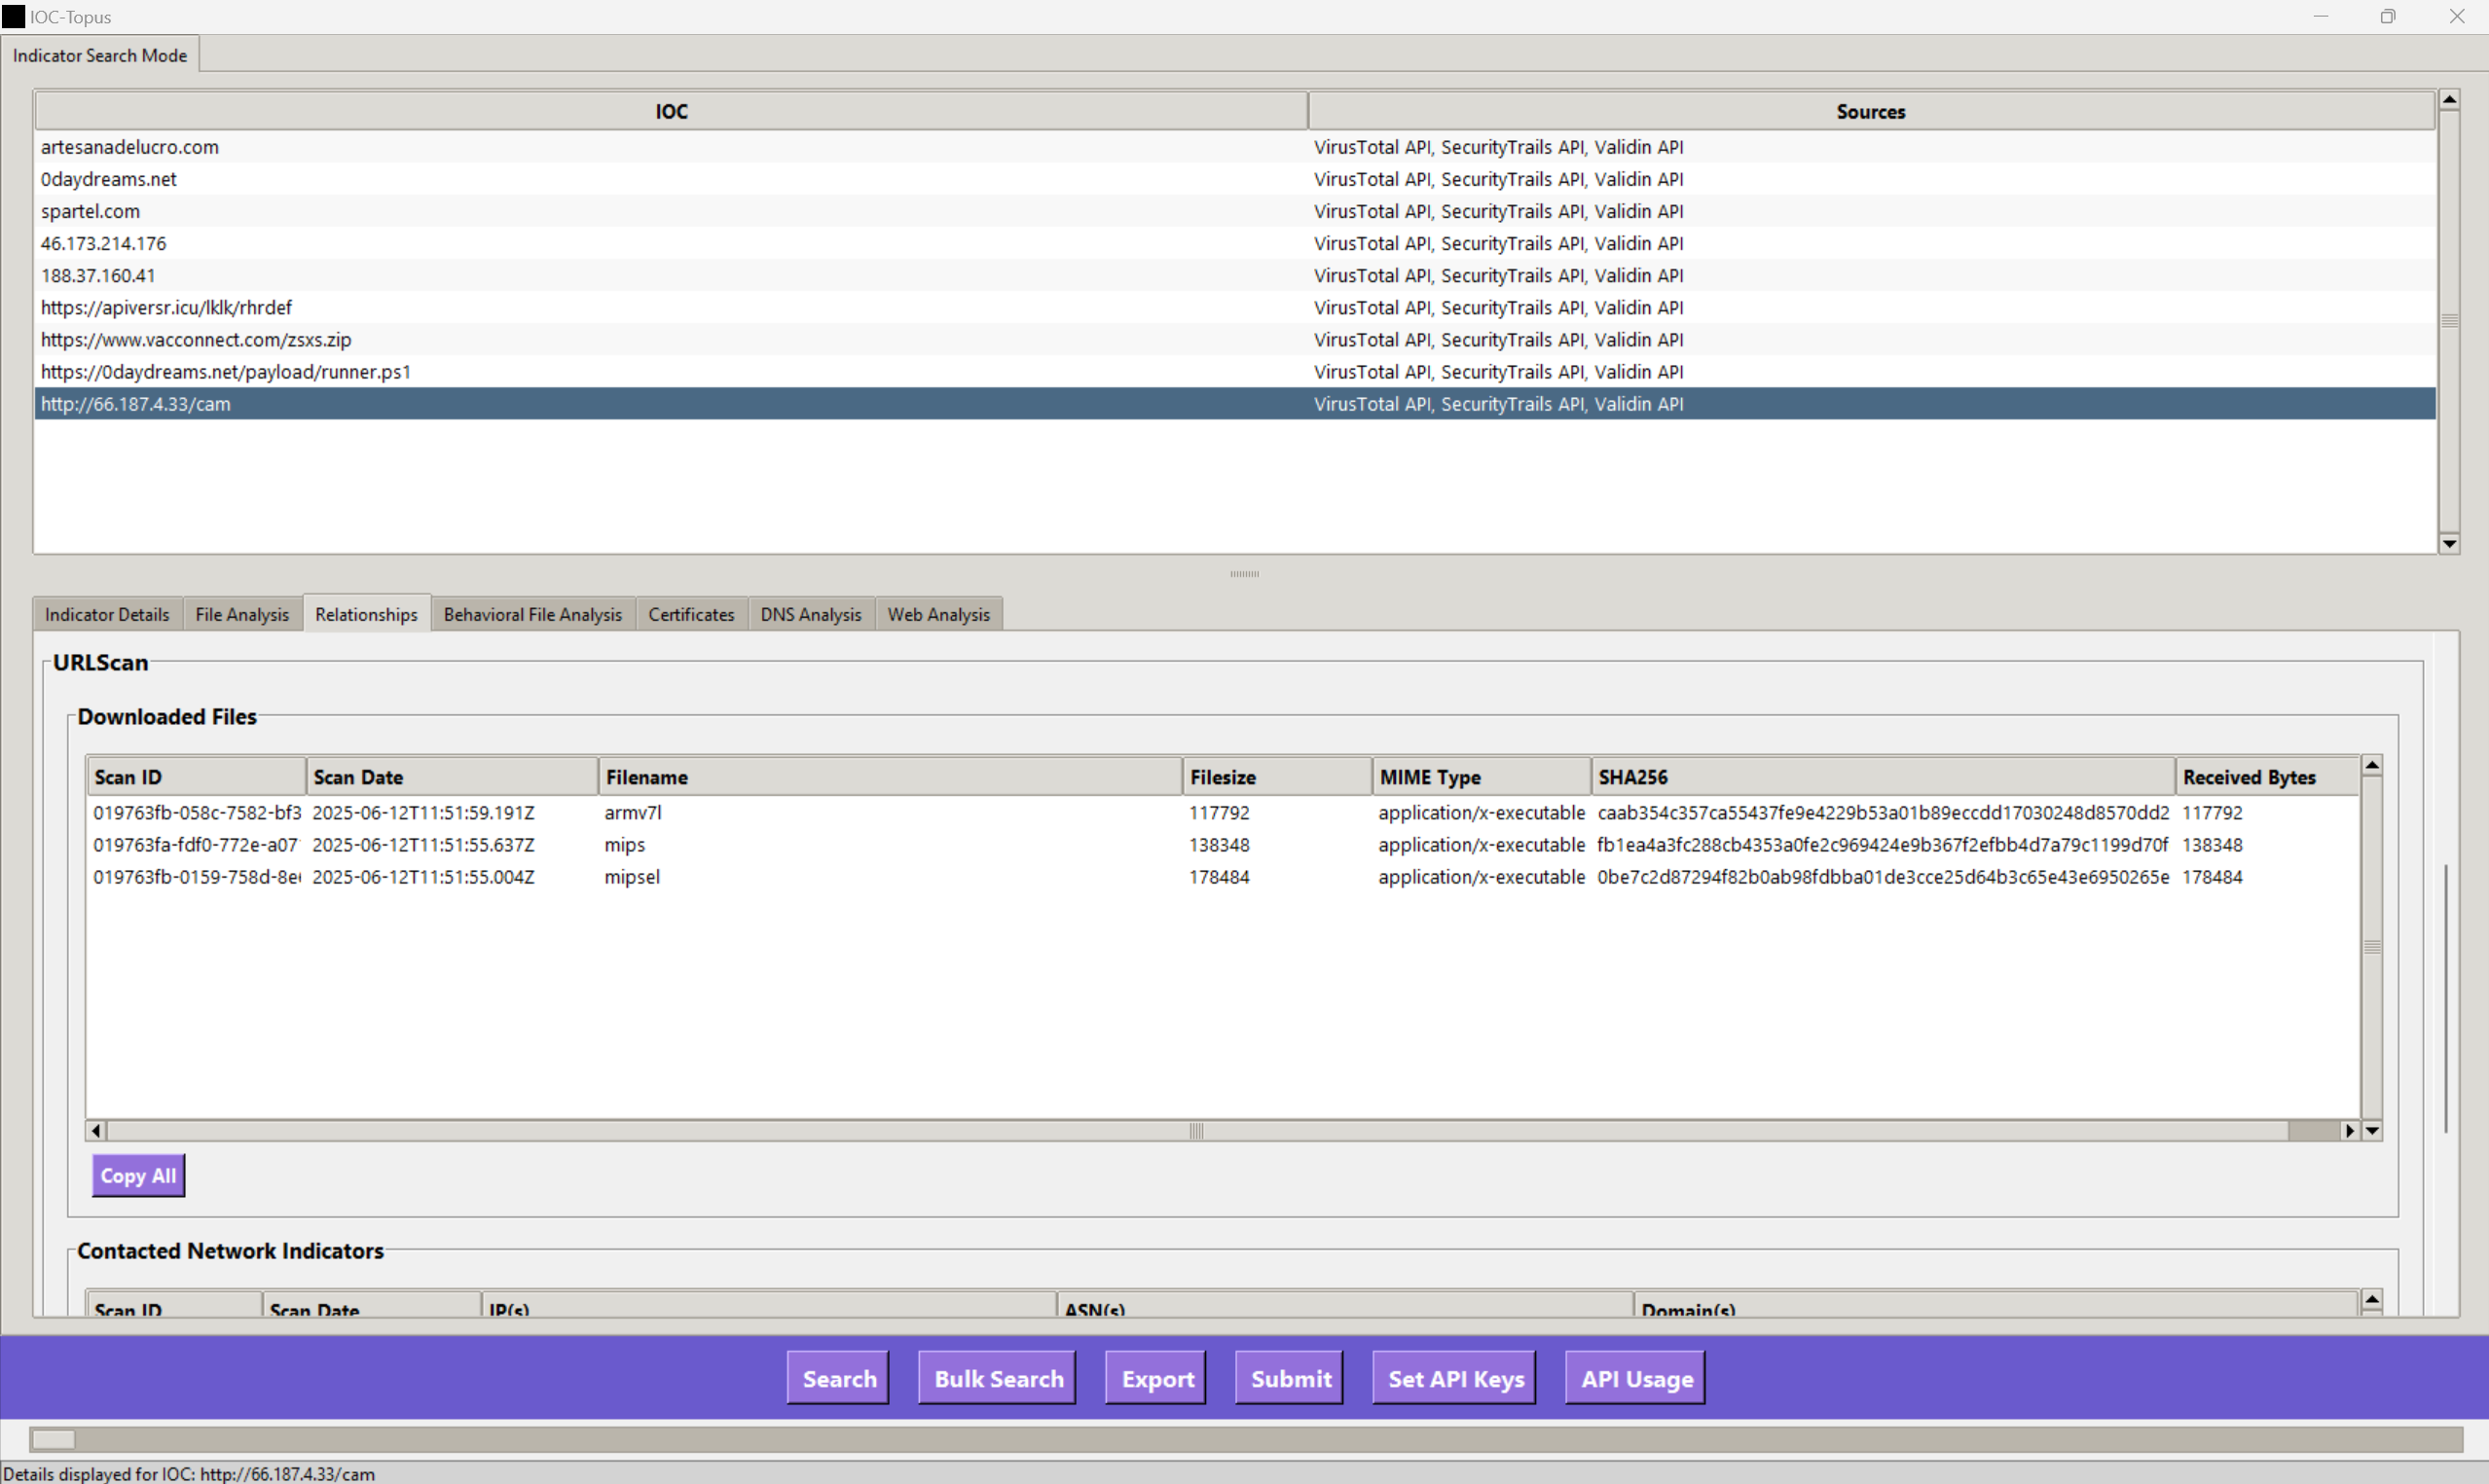 IOC-Topus
Indicator Search Mode
IOC Sources
artesanadelucro.com VirusTotal API, SecurityTrails API, Validin API
0daydreams.net VirusTotal API, SecurityTrails API, Validin API
spartel.com VirusTotal API, SecurityTrails API, Validin API
46.173.214.176 VirusTotal API, SecurityTrails API, Validin API
188.37.160.41 VirusTotal API, SecurityTrails API, Validin API
https://apiversr.icu/lklk/rhrdef VirusTotal API, SecurityTrails API, Validin API
https://www.vacconnect.com/zsxs.zip VirusTotal API, SecurityTrails API, Validin API
https://0daydreams.net/payload/runner.ps1 VirusTotal API, SecurityTrails API, Validin API
http://66.187.4.33/cam VirusTotal API, SecurityTrails API, Validin API
Indicator Details File Analysis Relationships Behavioral File Analysis Certificates DNS Analysis Web Analysis
URLScan
Downloaded Files
Scan ID Scan Date Filename Filesize MIME Type SHA256 Received Bytes
019763fb-058c-7582-bf3 2025-06-12T11:51:59.191Z armv7l 117792 application/x-executable caab354c357ca55437fe9e4229b53a01b89eccdd17030248d8570dd2 117792
019763fa-fdf0-772e-a07 2025-06-12T11:51:55.637Z mips 138348 application/x-executable fb1ea4a3fc288cb4353a0fe2c969424e9b367f2efbb4d7a79c1199d70f 138348
019763fb-0159-758d-8e 2025-06-12T11:51:55.004Z mipsel 178484 application/x-executable 0be7c2d87294f82b0ab98fdbba01de3cce25d64b3c65e43e6950265e 178484
Copy All
Contacted Network Indicators
Scan ID Scan Date IP(s) ASN(s) Domain(s)
Search Bulk Search Export Submit Set API Keys API Usage
Details displayed for IOC: http://66.187.4.33/cam